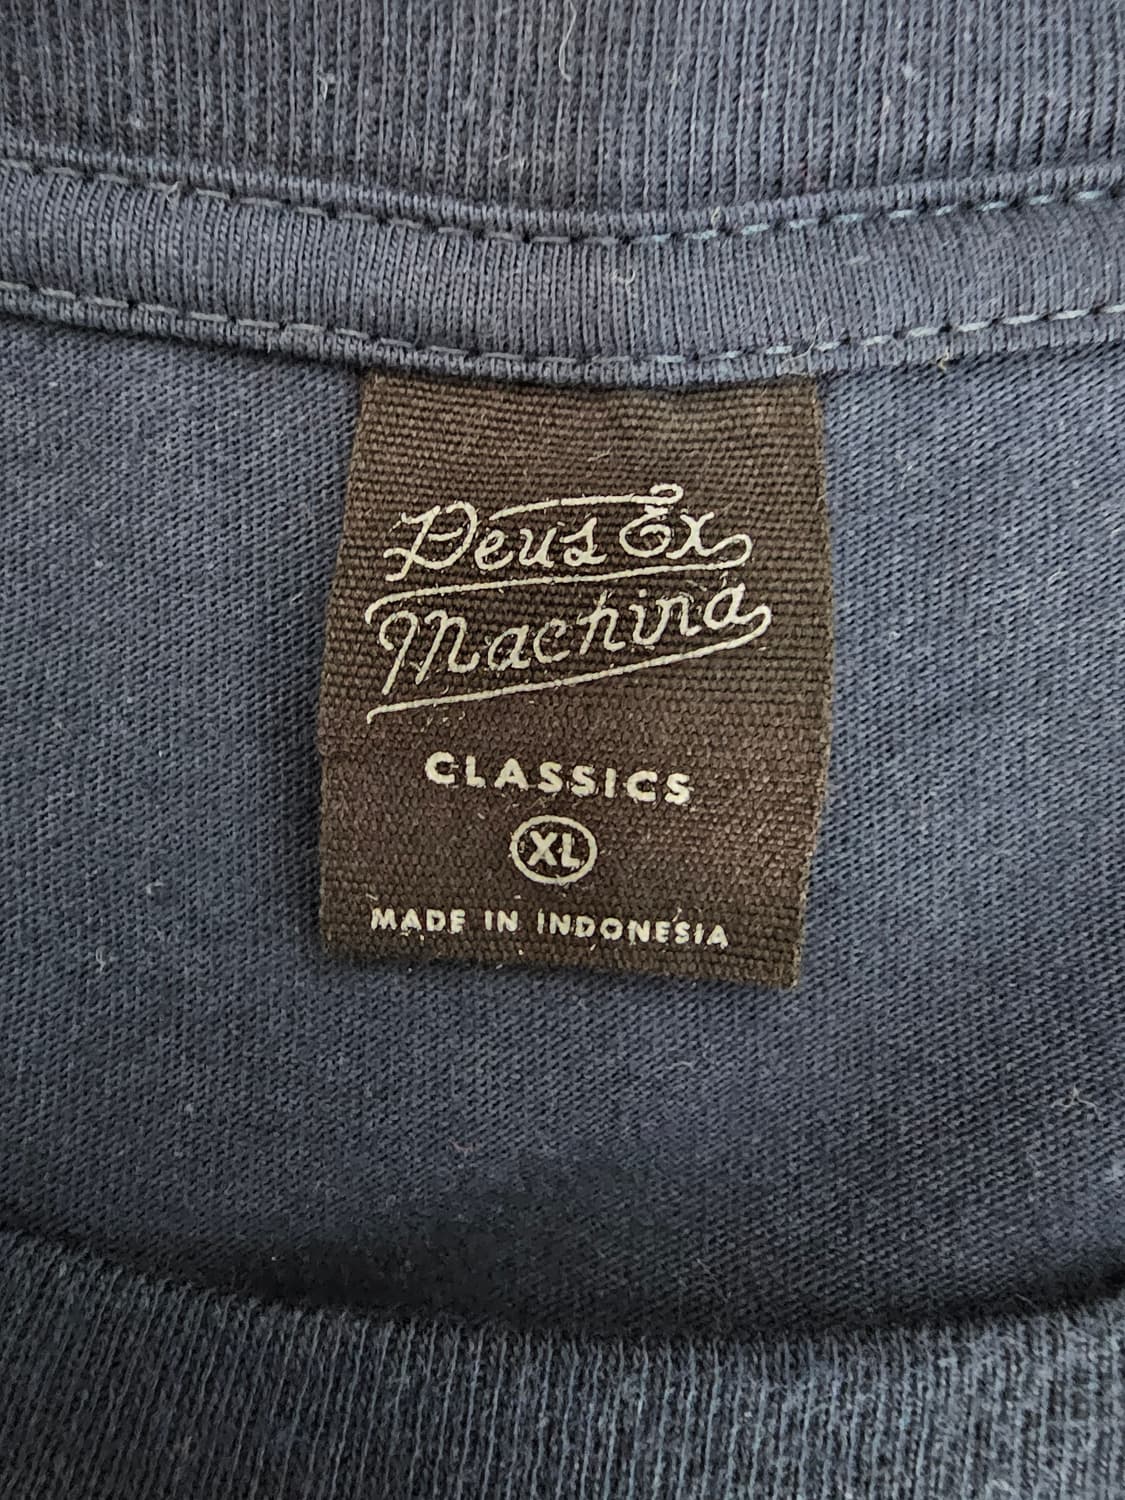 Deus Ex
Machina
CLASSICS
XL
MADE IN INDONESIA